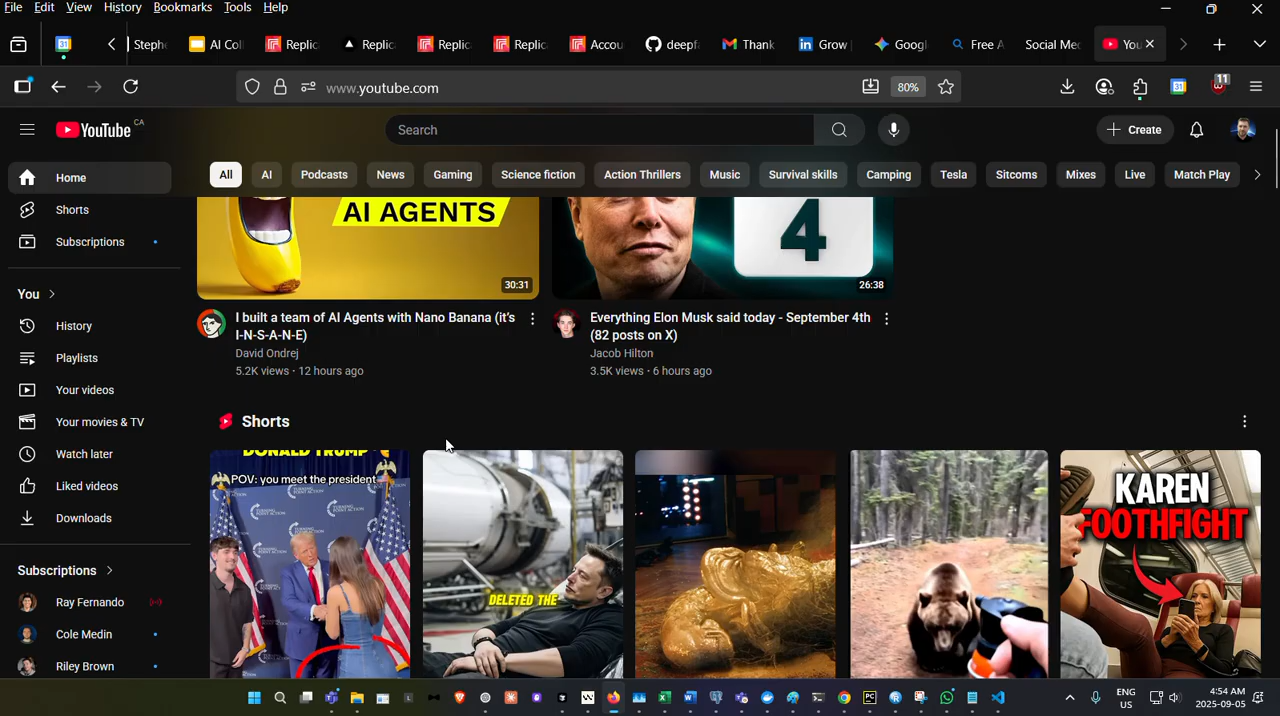 File Edit View History Bookmarks Tools Help
31 Steph AI Col Replic Replic Replic Replic Accou deepfa Thank Grow Googl Free A Social Me You
www.youtube.com 80% 31 11
YouTube CA Search Create
Home All AI Podcasts News Gaming Science fiction Action Thrillers Music Survival skills Camping Tesla Sitcoms Mixes Live Match Play
Shorts
Subscriptions
You
History
Playlists
Your videos
Your movies & TV
Watch later
Liked videos
Downloads
Subscriptions
Ray Fernando
Cole Medin
Riley Brown
AI AGENTS
30:31
I built a team of AI Agents with Nano Banana (it's
I-N-S-A-N-E)
David Ondrej
5.2K views • 12 hours ago
4
26:38
Everything Elon Musk said today - September 4th
(82 posts on X)
Jacob Hilton
3.5K views • 6 hours ago
Shorts
DONALD TRUMP
POV: you meet the president
DELETED THE
KAREN
FOOTHFIGHT
ENG
US
4:54 AM
2025-09-05